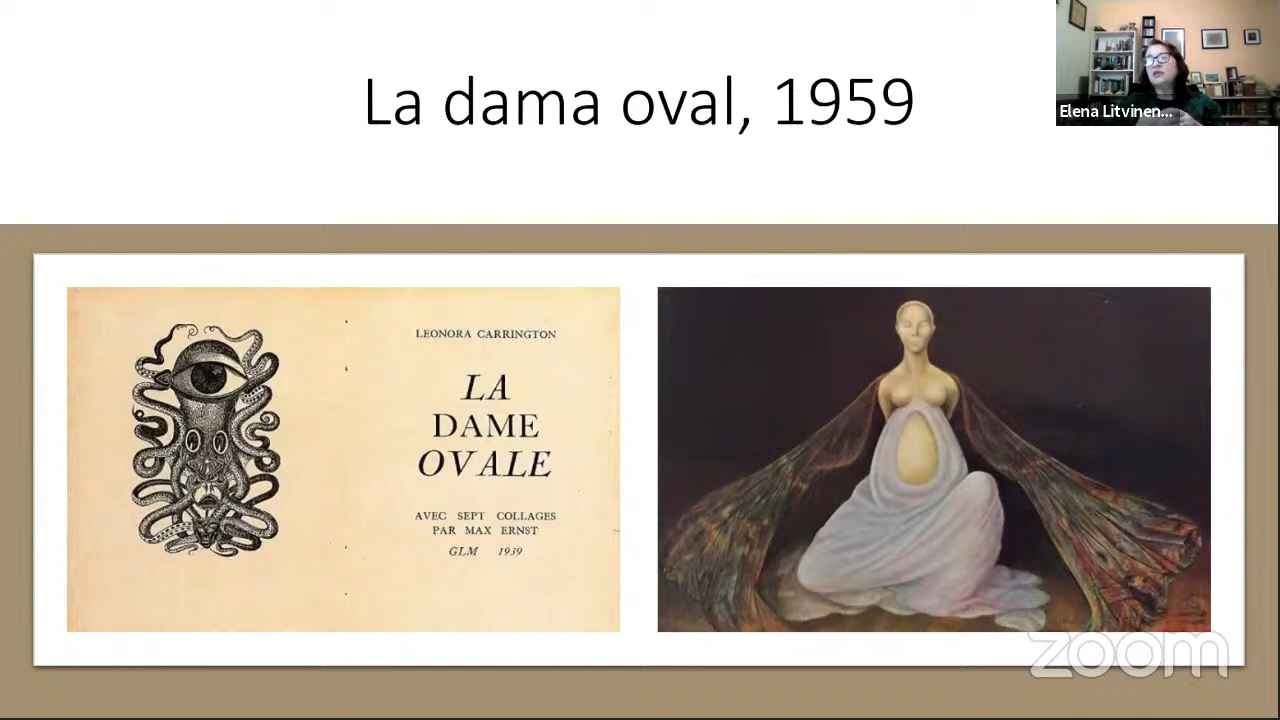 La dama oval, 1959
Elena Litvinen...
LEONORA CARRINGTON
LA
DAME
OVALE
AVEC SEPT COLLAGES
PAR MAX ERNST
GLM 1939
zoom